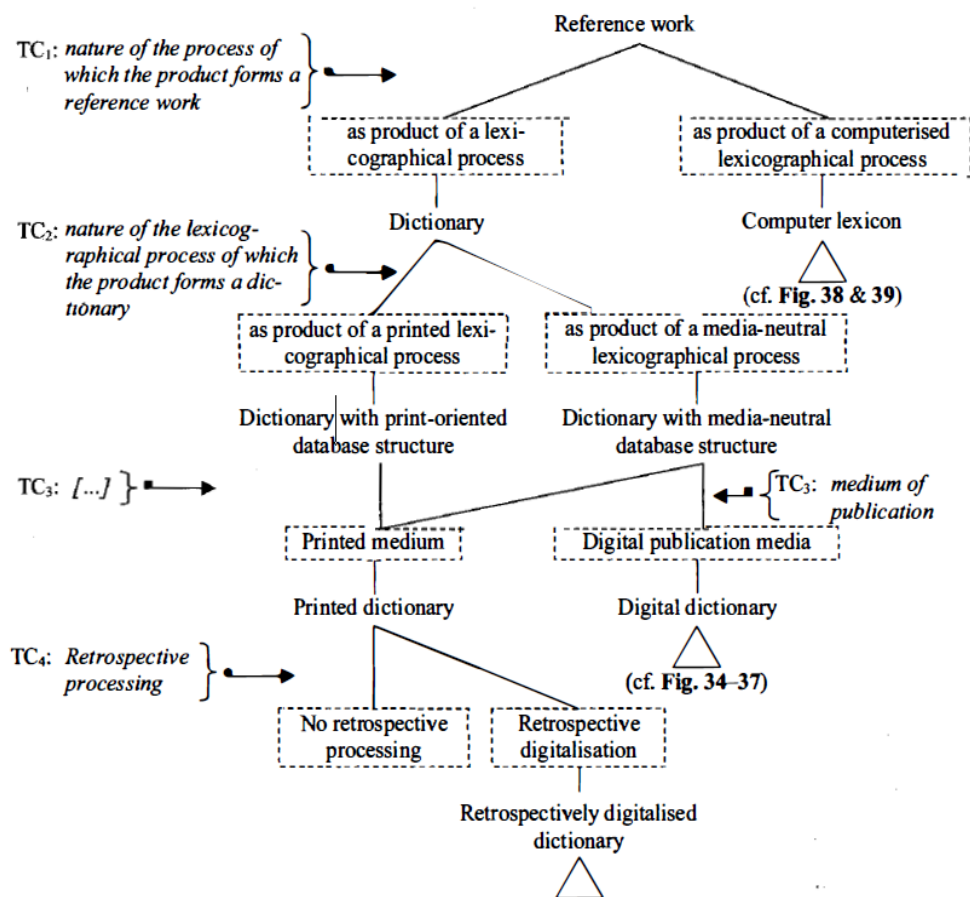 Reference work
TC₁: nature of the process of
which the product forms a
reference work
as product of a lexi-
cographical process
as product of a computerised
lexicographical process
Dictionary
Computer lexicon
(cf. Fig. 38 & 39)
TC₂: nature of the lexicog-
raphical process of which
the product forms a dic-
tionary
as product of a printed lexi-
cographical process
as product of a media-neutral
lexicographical process
Dictionary with print-oriented
database structure
Dictionary with media-neutral
database structure
TC₃: [...]
TC₃: medium of
publication
Printed medium
Digital publication media
Printed dictionary
Digital dictionary
(cf. Fig. 34–37)
TC₄: Retrospective
processing
No retrospective
processing
Retrospective
digitalisation
Retrospectively digitalised
dictionary